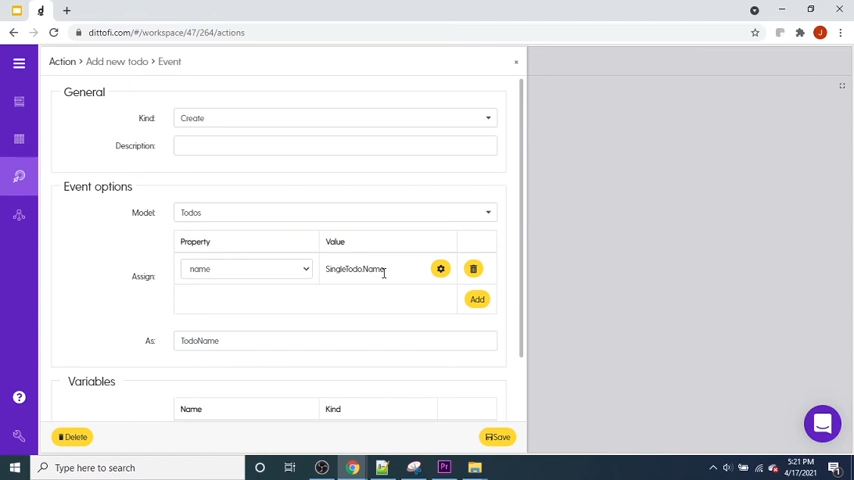 dittofi.com/#/workspace/47/264/actions
J
Action > Add new todo > Event
General
Kind: Create
Description:
Event options
Model: Todos
Property Value
Assign: name SingleTodo.Name
Add
As: TodoName
Variables
Name Kind
Delete Save
Type here to search
Pr
5:21 PM
4/17/2021